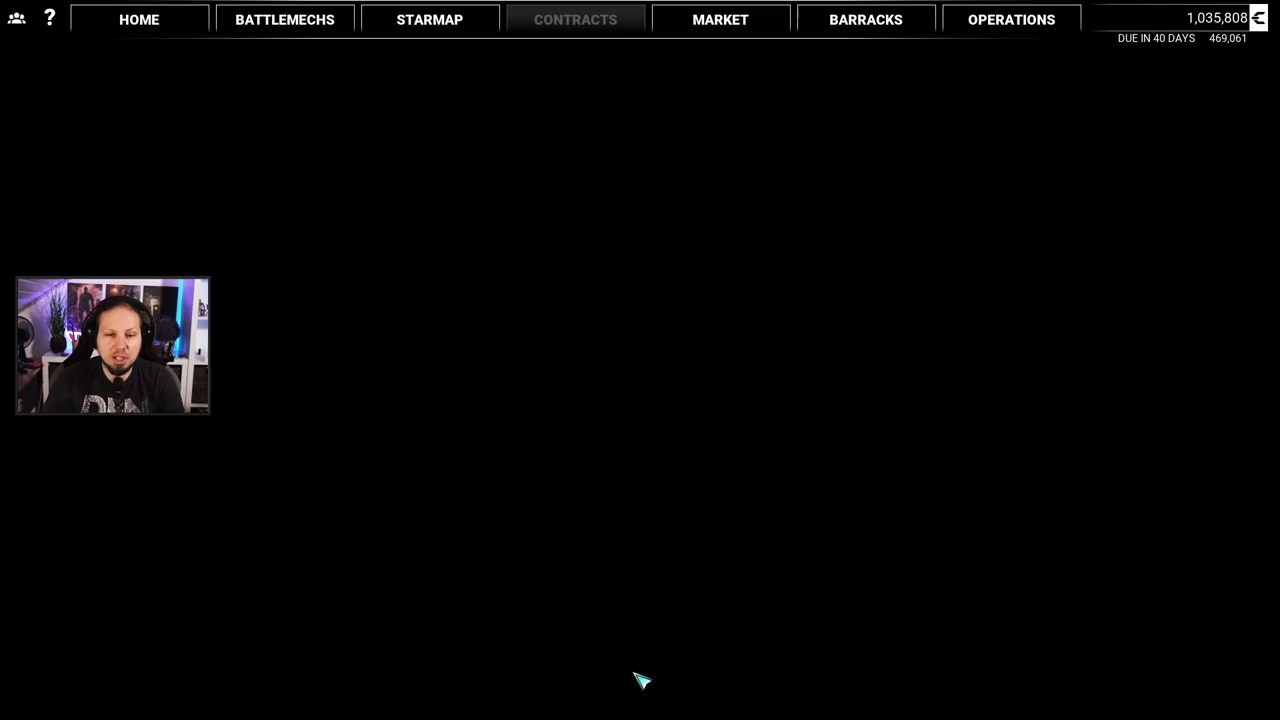 ?
HOME
BATTLEMECHS
STARMAP
CONTRACTS
MARKET
BARRACKS
OPERATIONS
1,035,808
DUE IN 40 DAYS 469,061